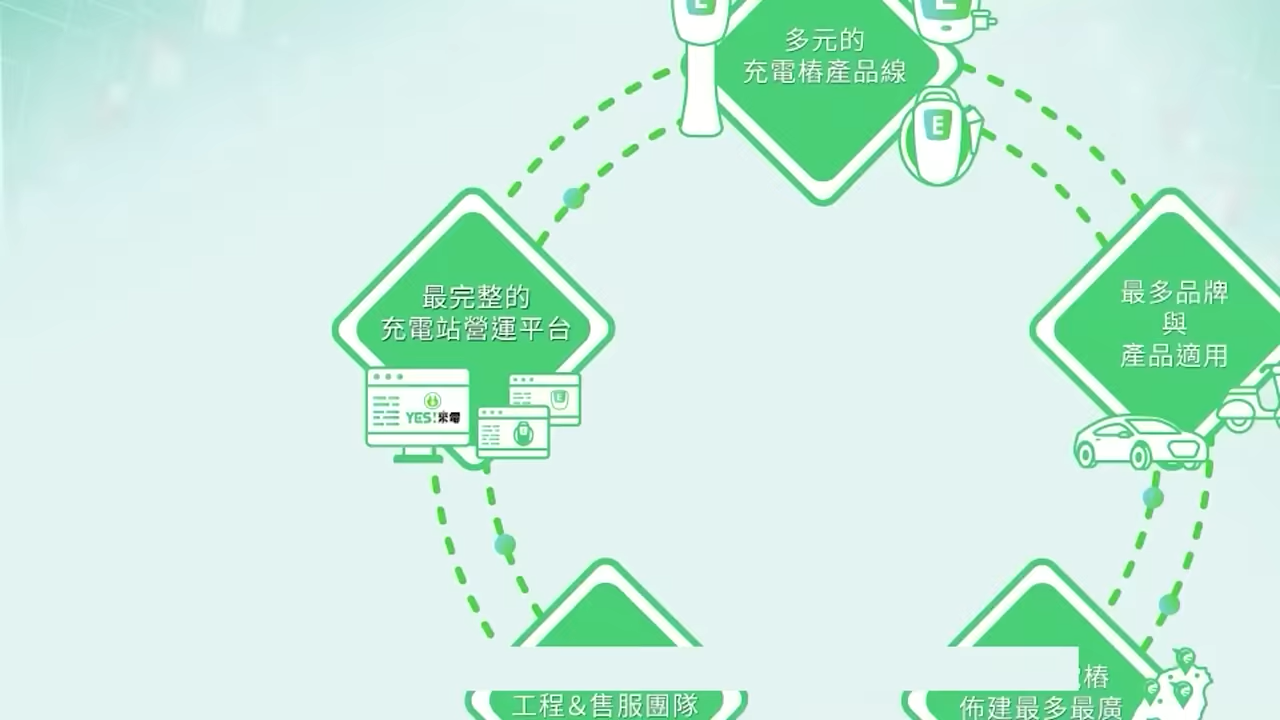 E
E
多元的
充電樁產品線
E
最完整的
充電站營運平台
YES!來電
最多品牌
與
產品適用
樁
工程&售服團隊
佈建最多最廣